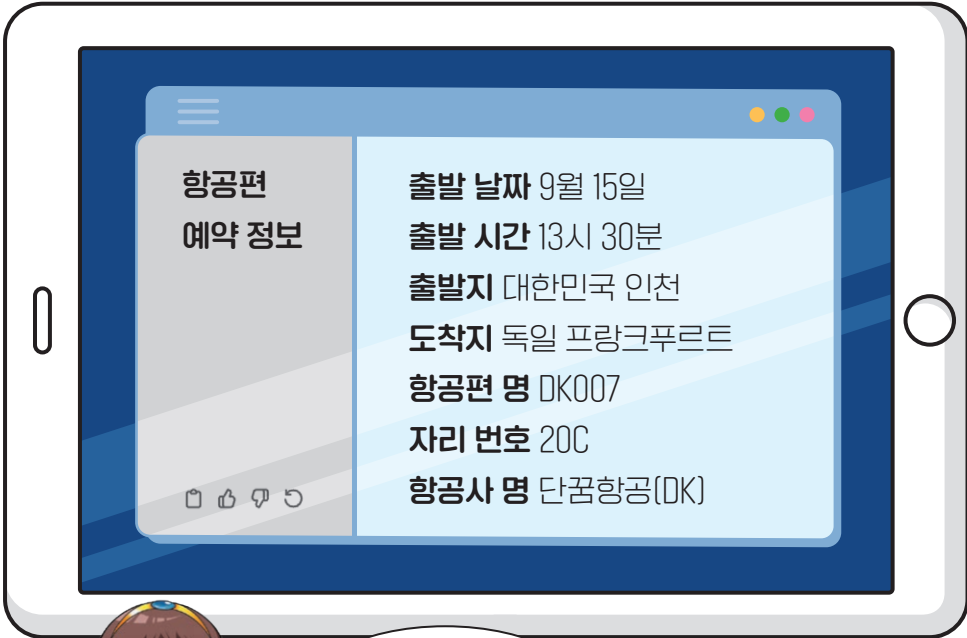 항공편
예약 정보
출발 날짜 9월 15일
출발 시간 13시 30분
출발지 대한민국 인천
도착지 독일 프랑크푸르트
항공편 명 DK007
자리 번호 20C
항공사 명 단꿈항공(DK)